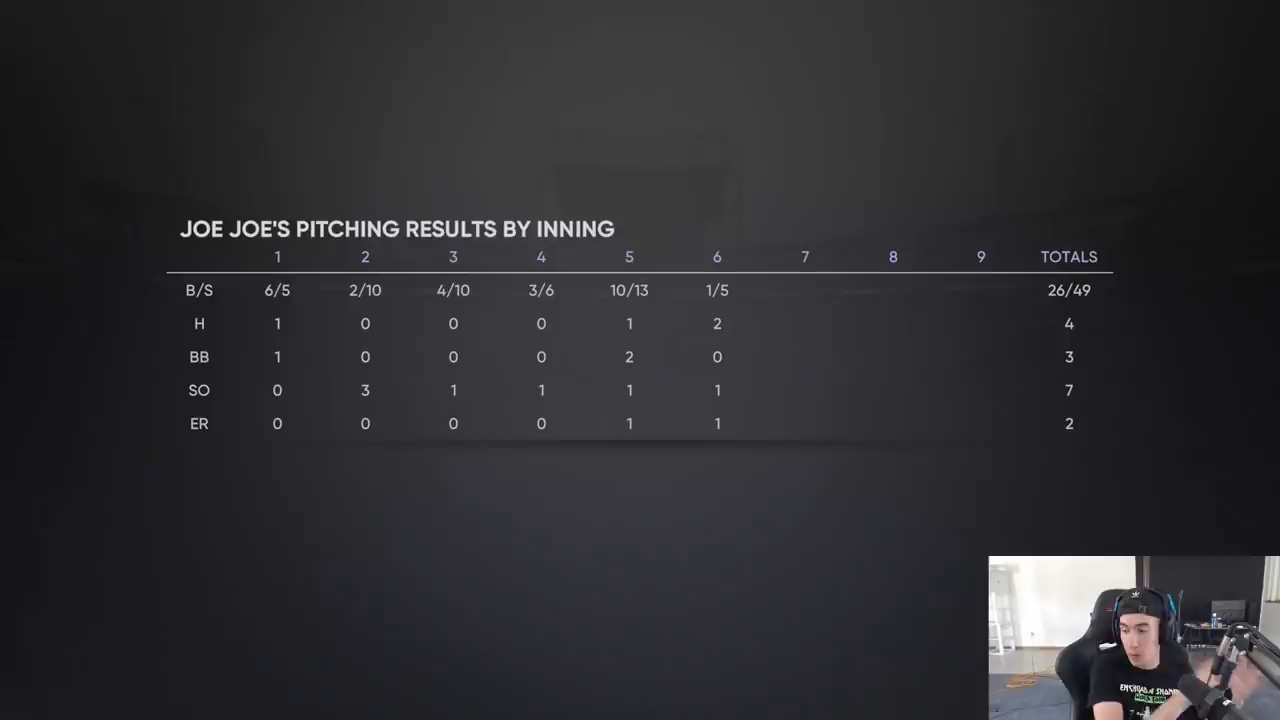 JOE JOE'S PITCHING RESULTS BY INNING
1 2 3 4 5 6 7 8 9 TOTALS
B/S 6/5 2/10 4/10 3/6 10/13 1/5 26/49
H 1 0 0 0 1 2 4
BB 1 0 0 0 2 0 3
SO 0 3 1 1 1 1 7
ER 0 0 0 0 1 1 2